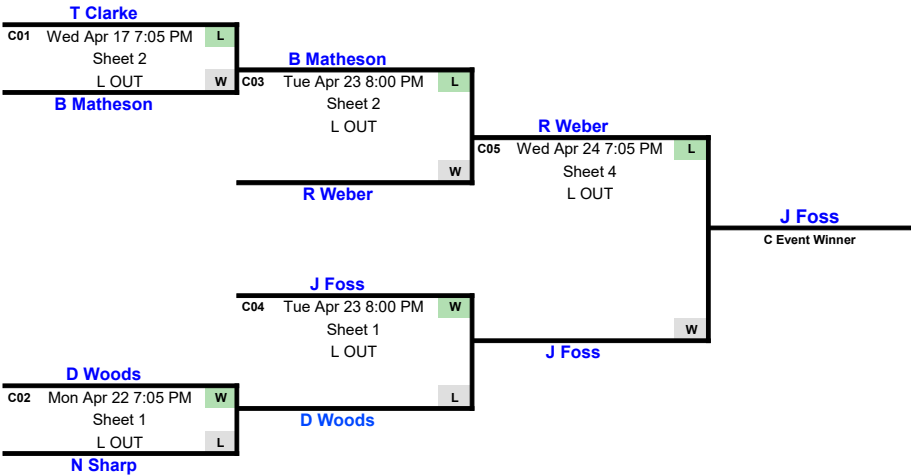 T Clarke
C01 Wed Apr 17 7:05 PM L
Sheet 2
L OUT W
B Matheson
B Matheson
C03 Tue Apr 23 8:00 PM L
Sheet 2
L OUT
W
R Weber
R Weber
C05 Wed Apr 24 7:05 PM L
Sheet 4
L OUT
W
J Foss
C Event Winner
J Foss
C04 Tue Apr 23 8:00 PM W
Sheet 1
L OUT
L
D Woods
J Foss
D Woods
C02 Mon Apr 22 7:05 PM W
Sheet 1
L OUT L
N Sharp